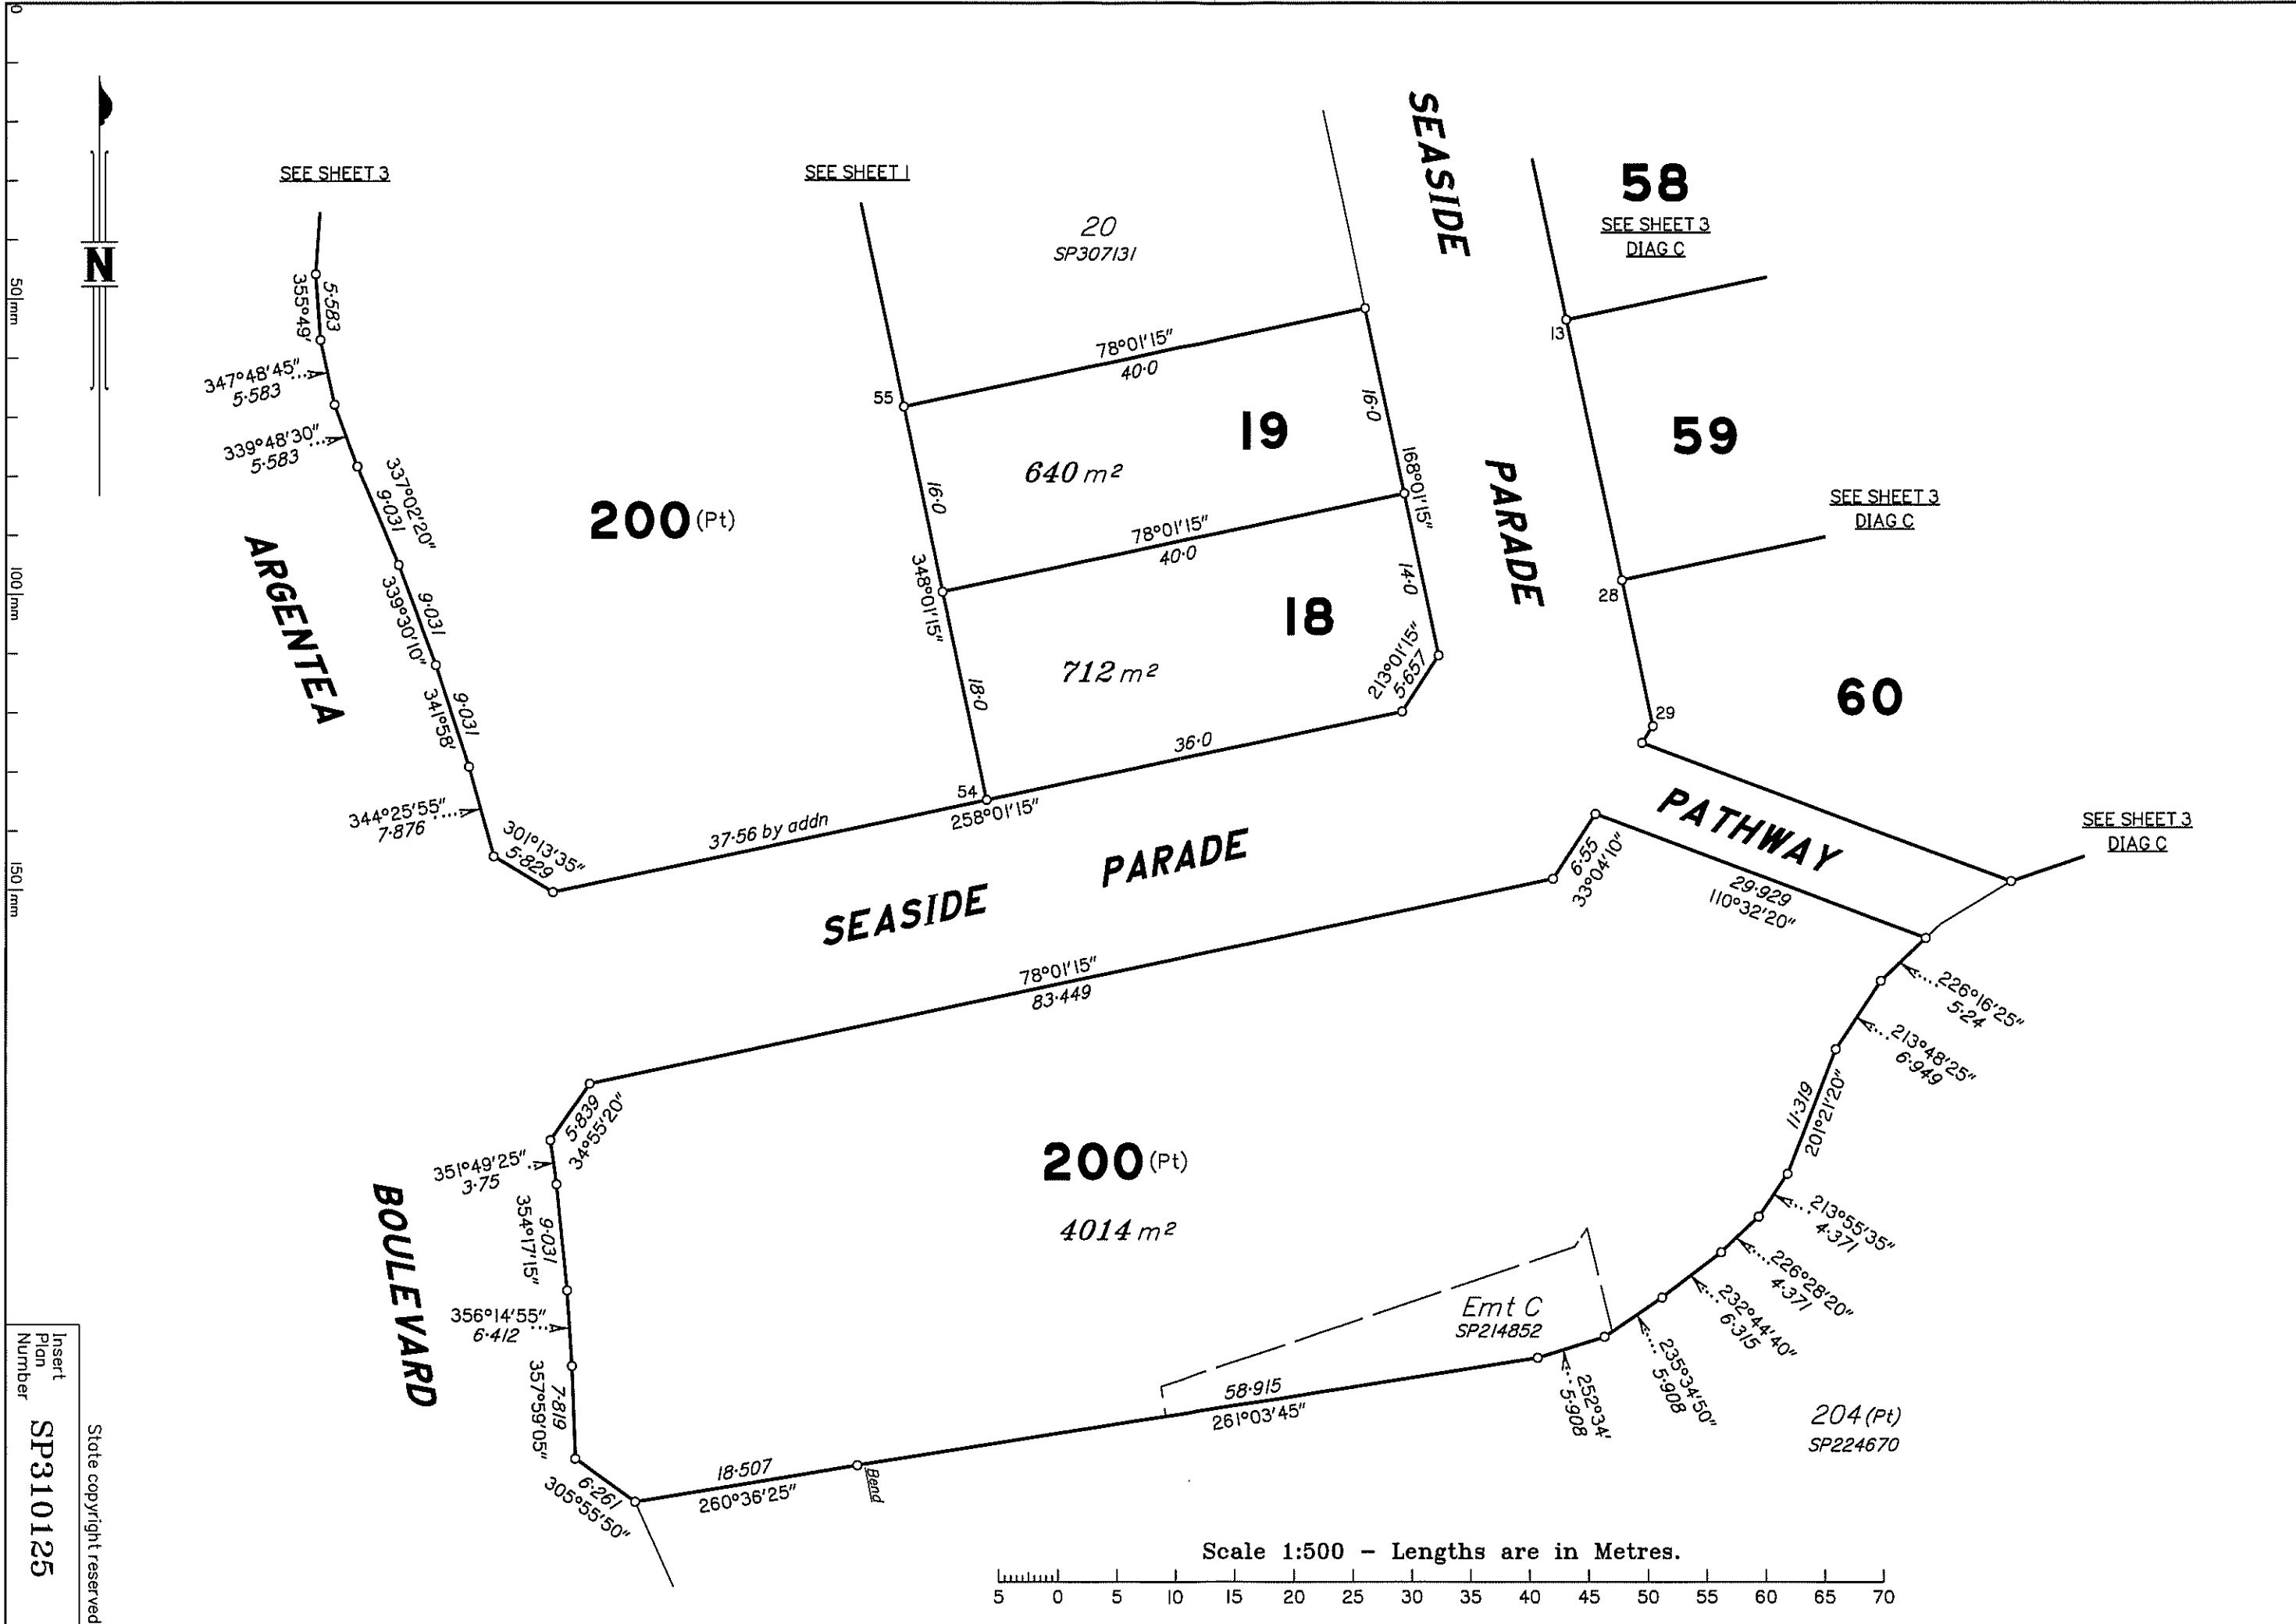 0
50 mm
100 mm
150 mm
N
SEE SHEET 3
SEE SHEET 1
20
SP307131
SEASIDE
PARADE
58
SEE SHEET 3
DIAG C
13
59
SEE SHEET 3
DIAG C
28
29
60
SEE SHEET 3
DIAG C
5·583
355°49'
347°48'45"
5·583
339°48'30"
5·583
337°02'20"
9·031
9·031
339°30'10"
9·031
341°58'
344°25'55"
7·876
301°13'35"
5·829
ARGENTEA
200 (Pt)
55
78°01'15"
40·0
16·0
19
640 m²
16·0
168°01'15"
78°01'15"
40·0
348°01'15"
14·0
18
712 m²
18·0
213°01'15"
5·657
36·0
54
258°01'15"
37·56 by addn
SEASIDE PARADE
PATHWAY
6·55
33°04'10"
29·929
110°32'20"
78°01'15"
83·449
226°16'25"
5·24
213°48'25"
6·949
11·319
201°21'20"
213°55'35"
4·371
226°28'20"
4·371
232°44'40"
6·315
235°34'50"
5·908
252°34'
5·908
5·839
34°55'20"
351°49'25"
3·75
9·031
354°17'15"
356°14'55"
6·412
7·819
357°59'05"
6·261
305°55'50"
BOULEVARD
200 (Pt)
4014 m²
Emt C
SP214852
58·915
261°03'45"
18·507
260°36'25"
Bend
204 (Pt)
SP224670
Scale 1:500 – Lengths are in Metres.
5 0 5 10 15 20 25 30 35 40 45 50 55 60 65 70
State copyright reserved
Insert
Plan
Number
SP310125